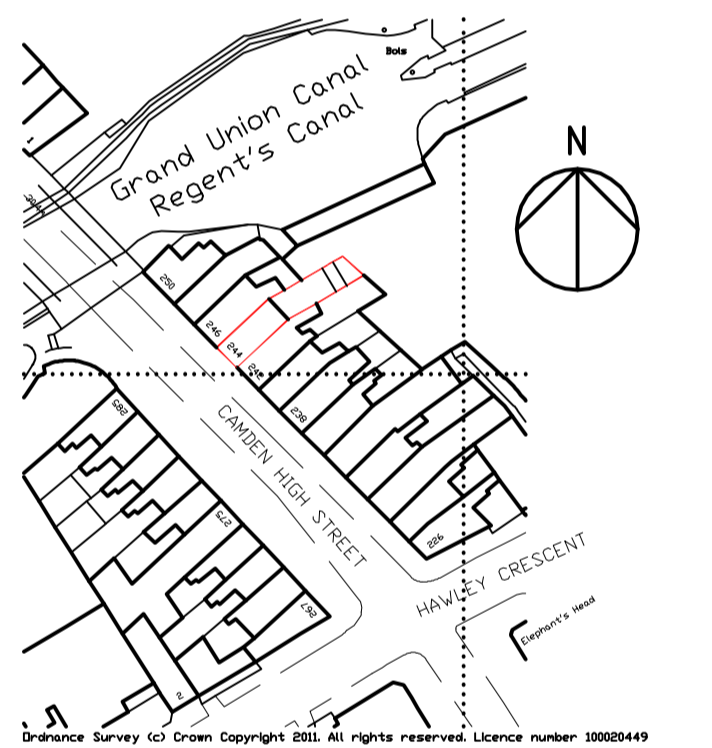 Bols
Grand Union Canal
Regent's Canal
N
250
246
244
242
238
285
CAMDEN HIGH STREET
275
226
HAWLEY CRESCENT
267
Elephant's Head
2
Ordnance Survey (c) Crown Copyright 2011. All rights reserved. Licence number 100020449